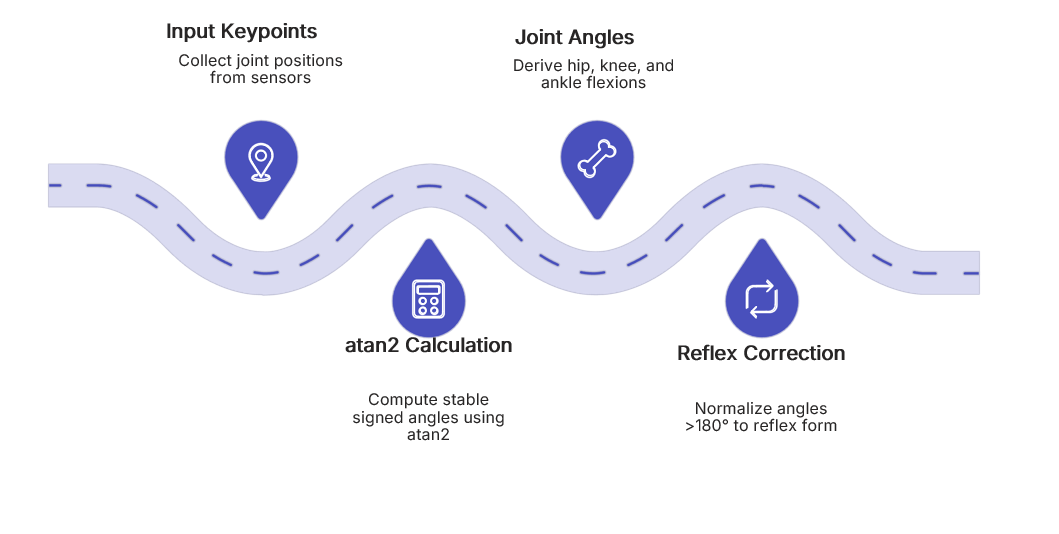 Input Keypoints
Collect joint positions
from sensors
Joint Angles
Derive hip, knee, and
ankle flexions
atan2 Calculation
Compute stable
signed angles using
atan2
Reflex Correction
Normalize angles
>180° to reflex form